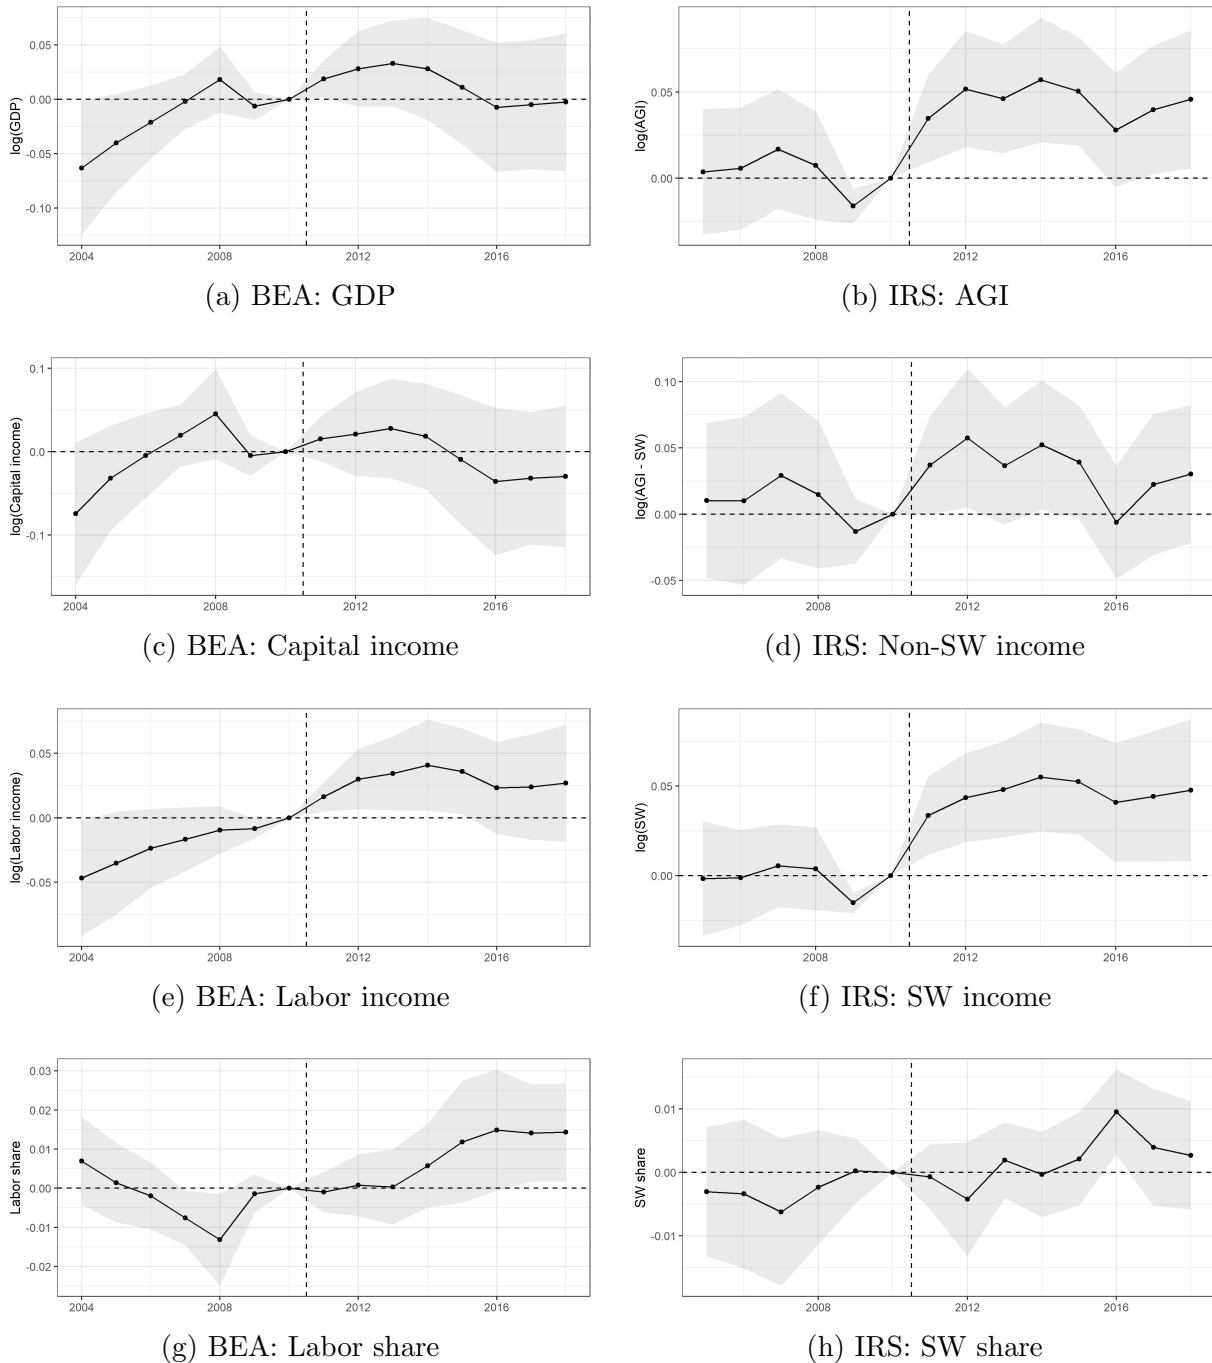 0.05
0.00
-0.05
-0.10
log(GDP)
2004 2008 2012 2016
(a) BEA: GDP
0.05
0.00
log(AGI)
2008 2012 2016
(b) IRS: AGI
0.1
0.0
-0.1
log(Capital income)
2004 2008 2012 2016
(c) BEA: Capital income
0.10
0.05
0.00
-0.05
log(AGI - SW)
2008 2012 2016
(d) IRS: Non-SW income
0.05
0.00
-0.05
log(Labor income)
2004 2008 2012 2016
(e) BEA: Labor income
0.05
0.00
log(SW)
2008 2012 2016
(f) IRS: SW income
0.03
0.02
0.01
0.00
-0.01
-0.02
Labor share
2004 2008 2012 2016
(g) BEA: Labor share
0.01
0.00
-0.01
SW share
2008 2012 2016
(h) IRS: SW share